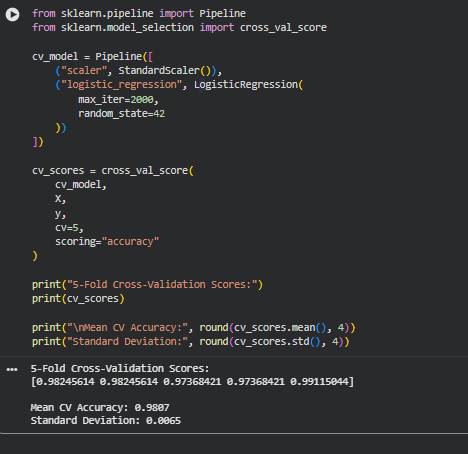 from sklearn.pipeline import Pipeline
from sklearn.model_selection import cross_val_score
cv_model = Pipeline([
    ("scaler", StandardScaler()),
    ("logistic_regression", LogisticRegression(
        max_iter=2000,
        random_state=42
    ))
])
cv_scores = cross_val_score(
    cv_model,
    X,
    y,
    cv=5,
    scoring="accuracy"
)
print("5-Fold Cross-Validation Scores:")
print(cv_scores)
print("\nMean CV Accuracy:", round(cv_scores.mean(), 4))
print("Standard Deviation:", round(cv_scores.std(), 4))
5-Fold Cross-Validation Scores:
[0.98245614 0.98245614 0.97368421 0.97368421 0.99115044]
Mean CV Accuracy: 0.9807
Standard Deviation: 0.0065